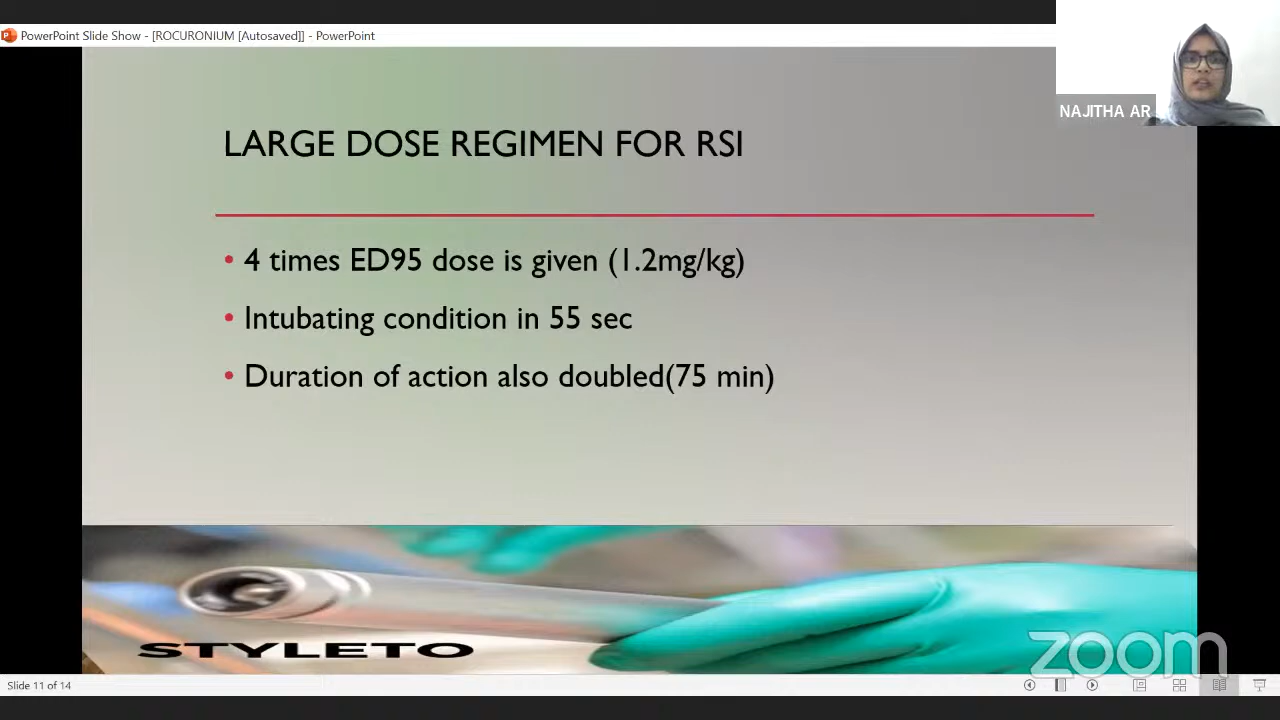 PowerPoint Slide Show - [ROCURONIUM [Autosaved]] - PowerPoint
NAJITHA AR
LARGE DOSE REGIMEN FOR RSI
• 4 times ED95 dose is given (1.2mg/kg)
• Intubating condition in 55 sec
• Duration of action also doubled(75 min)
STYLETO
zoom
Slide 11 of 14